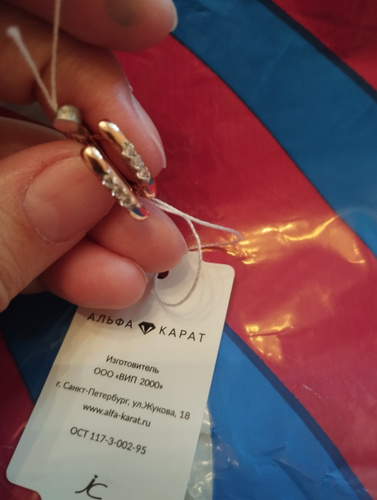 АЛЬФА КАРАТ
Изготовитель
ООО «ВИП 2000»
г. Санкт-Петербург, ул.Жукова, 18
www.alfa-karat.ru
ОСТ 117-3-002-95